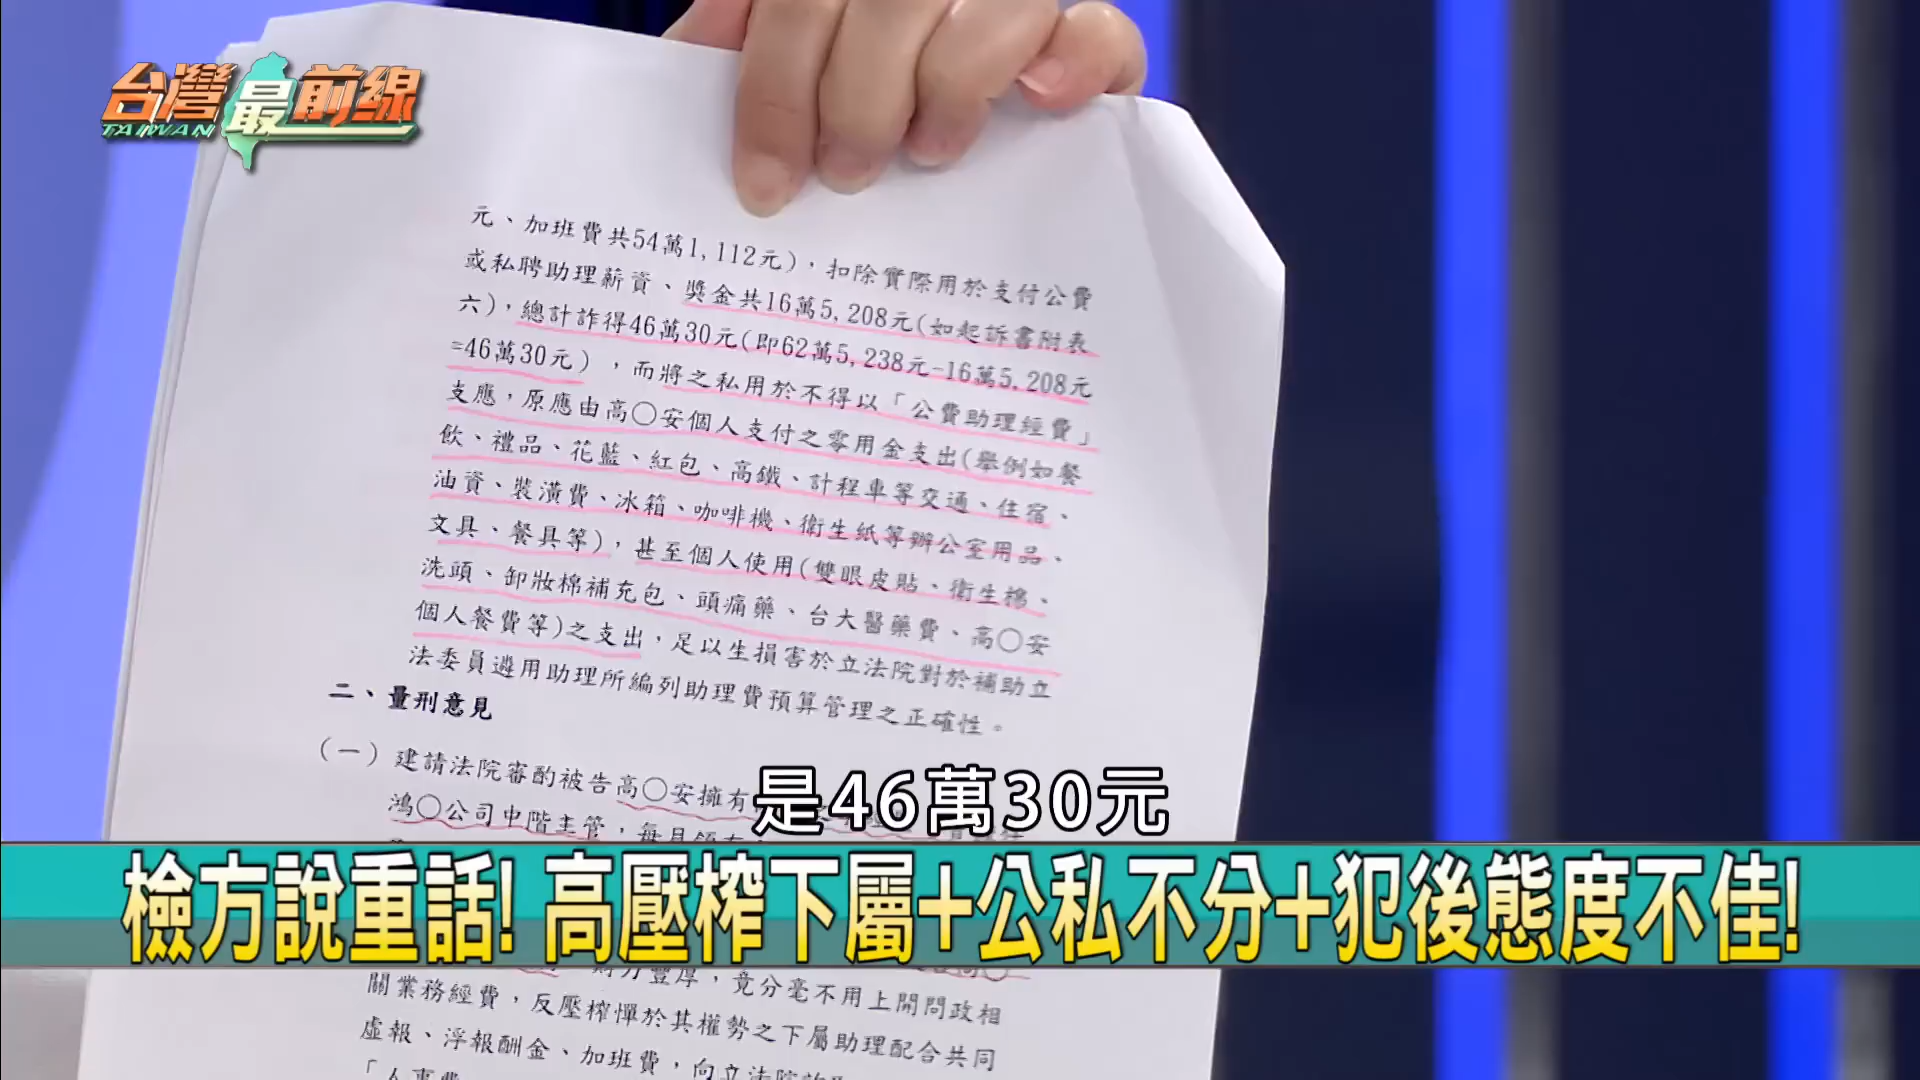 台灣最前線
TAIWAN
元、加班費共54萬1,112元),扣除實際用於支付公費
或私聘助理薪資、獎金共16萬5,208元(如起訴書附表
六),總計詐得46萬30元(即62萬5,238元-16萬5,208元
=46萬30元),而將之私用於不得以「公費助理經費」
支應,原應由高○安個人支付之零用金支出(舉例如餐
飲、禮品、花籃、紅包、高鐵、計程車等交通、住宿、
油資、裝潢費、冰箱、咖啡機、衛生紙等辦公室用品、
文具、餐具等),甚至個人使用(雙眼皮貼、衛生棉、
洗頭、卸妝棉補充包、頭痛藥、台大醫藥費、高○安
個人餐費等)之支出,足以生損害於立法院對於補助立
法委員遴用助理所編列助理費預算管理之正確性。
二、量刑意見
(一)建請法院審酌被告高○安擁有
鴻○公司中階主管,每月領有
是46萬30元
檢方說重話!高壓榨下屬+公私不分+犯後態度不佳!
財力豐厚,竟分毫不用上開問政相
關業務經費,反壓榨憚於其權勢之下屬助理配合共同
虛報、浮報酬金、加班費,向立法院詐取
「人事費